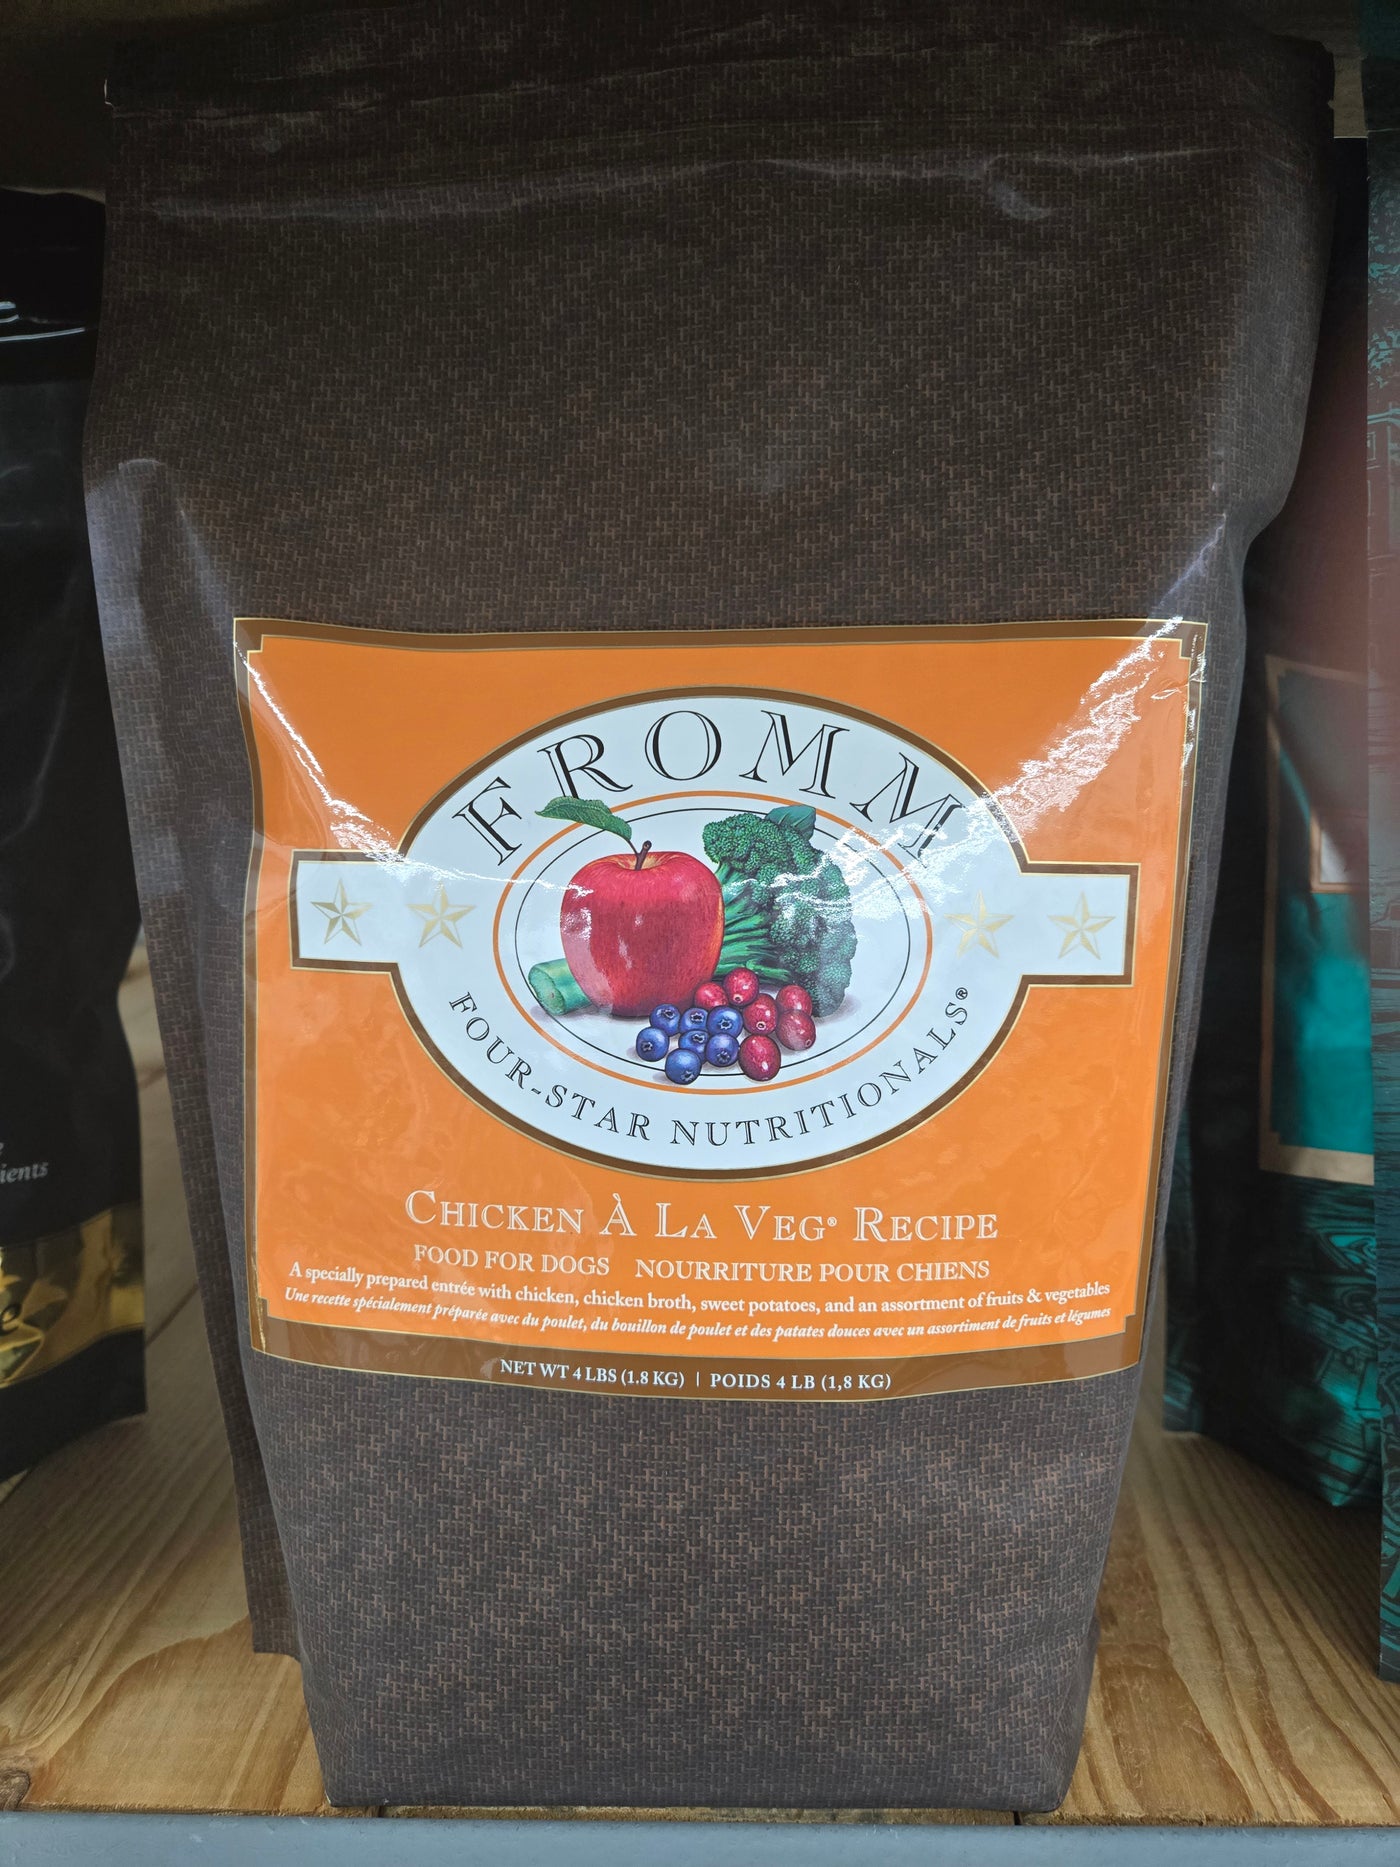 FROMM
FOUR-STAR NUTRITIONALS®
CHICKEN À LA VEG® RECIPE
FOOD FOR DOGS NOURRITURE POUR CHIENS
A specially prepared entrée with chicken, chicken broth, sweet potatoes, and an assortment of fruits & vegetables
Une recette spécialement préparée avec du poulet, du bouillon de poulet et des patates douces avec un assortiment de fruits et légumes
NET WT 4 LBS (1.8 KG) | POIDS 4 LB (1,8 KG)